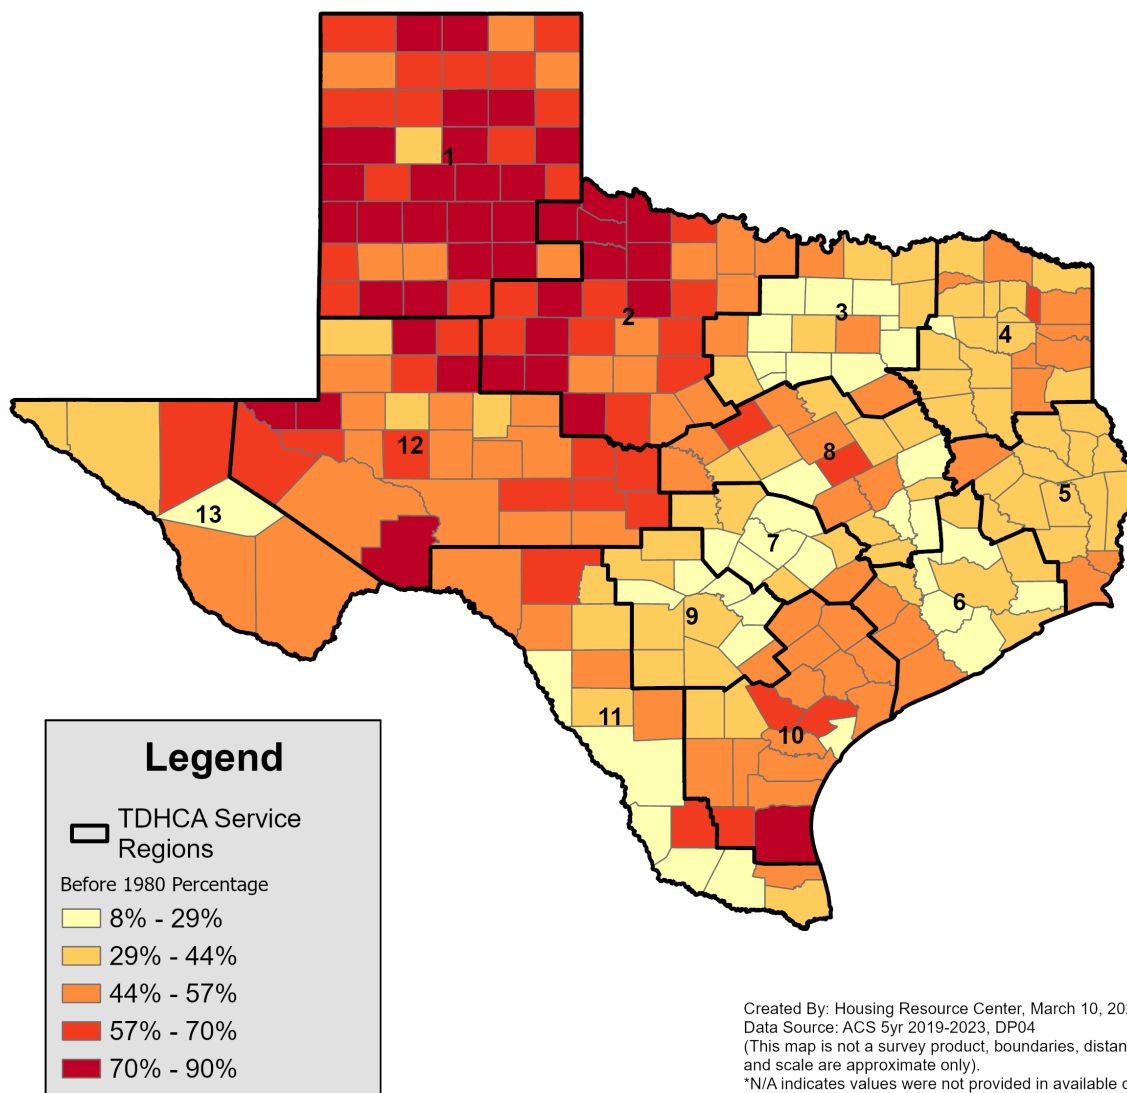 1
2
3
4
12
8
5
13
7
6
9
11
10
Legend
TDHCA Service
Regions
Before 1980 Percentage
8% - 29%
29% - 44%
44% - 57%
57% - 70%
70% - 90%
Created By: Housing Resource Center, March 10,
Data Source: ACS 5yr 2019-2023, DP04
(This map is not a survey product, boundaries,
and scale are approximate only).
*N/A indicates values were not provided in available